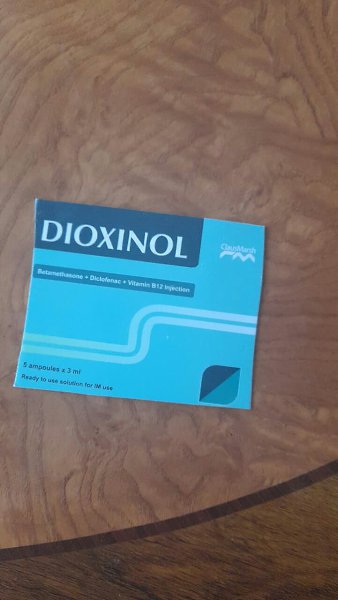 DIOXINOL
ClausMarsh
Betamethasone + Diclofenac + Vitamin B12 Injection
5 ampoules x 3 ml
Ready to use solution for IM use